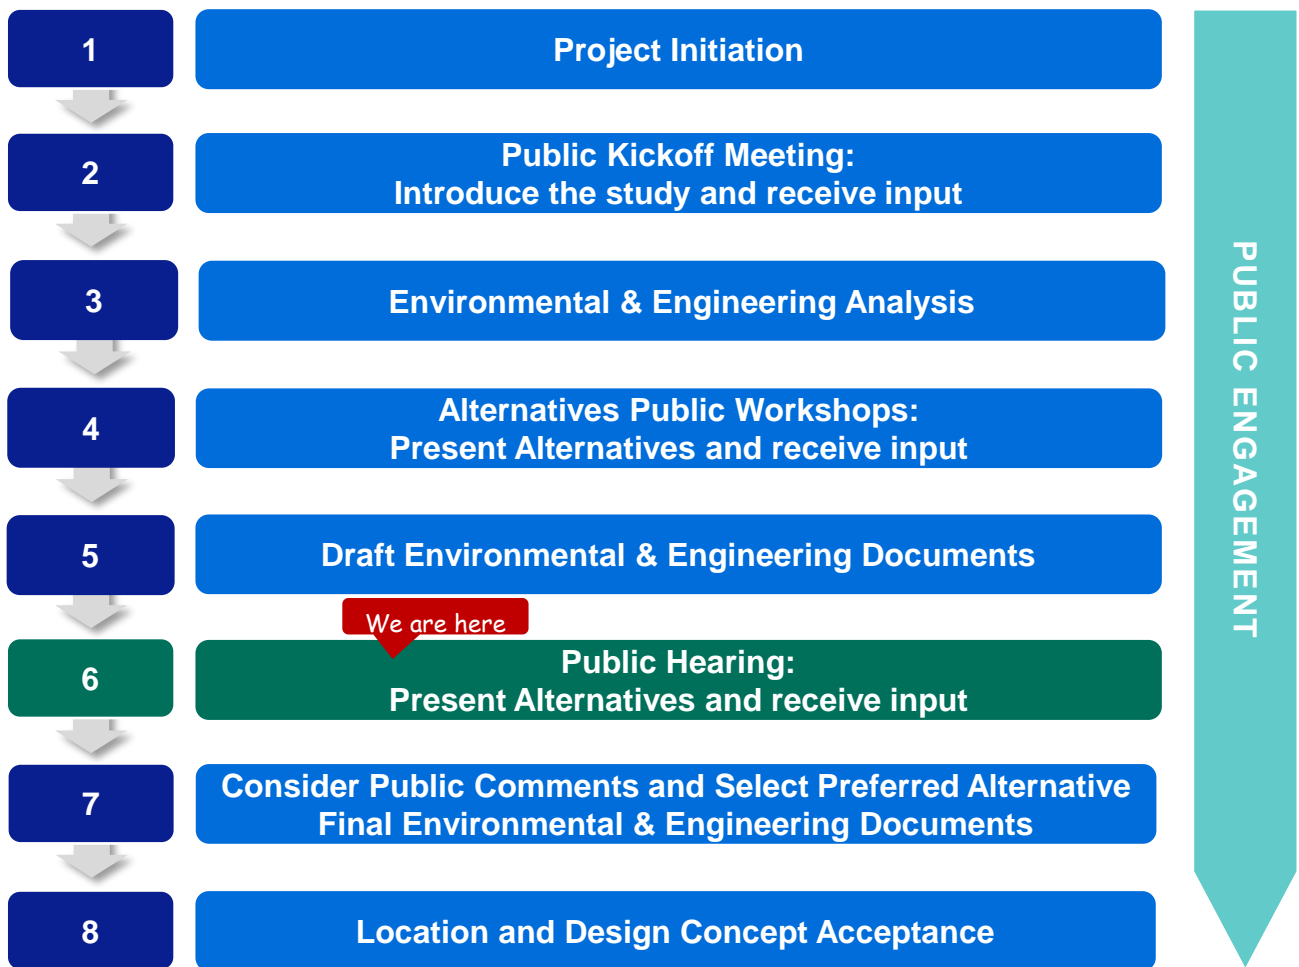 1
Project Initiation
2
Public Kickoff Meeting:
Introduce the study and receive input
3
Environmental & Engineering Analysis
4
Alternatives Public Workshops:
Present Alternatives and receive input
5
Draft Environmental & Engineering Documents
We are here
6
Public Hearing:
Present Alternatives and receive input
7
Consider Public Comments and Select Preferred Alternative
Final Environmental & Engineering Documents
8
Location and Design Concept Acceptance
PUBLIC ENGAGEMENT